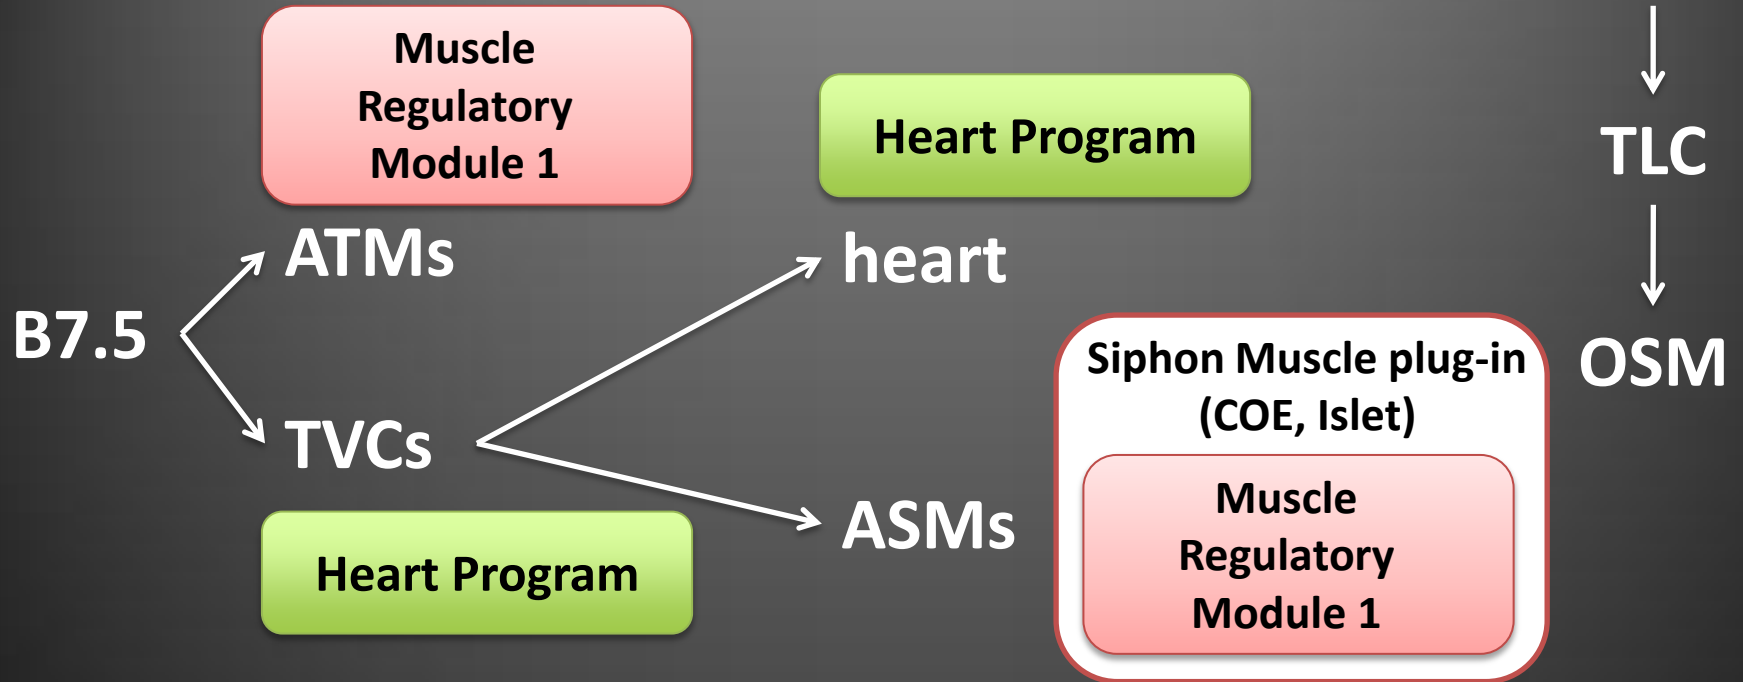 Muscle
Regulatory
Module 1
Heart Program
TLC
ATMs
heart
B7.5
Siphon Muscle plug-in
(COE, Islet)
OSM
TVCs
ASMs
Muscle
Regulatory
Module 1
Heart Program